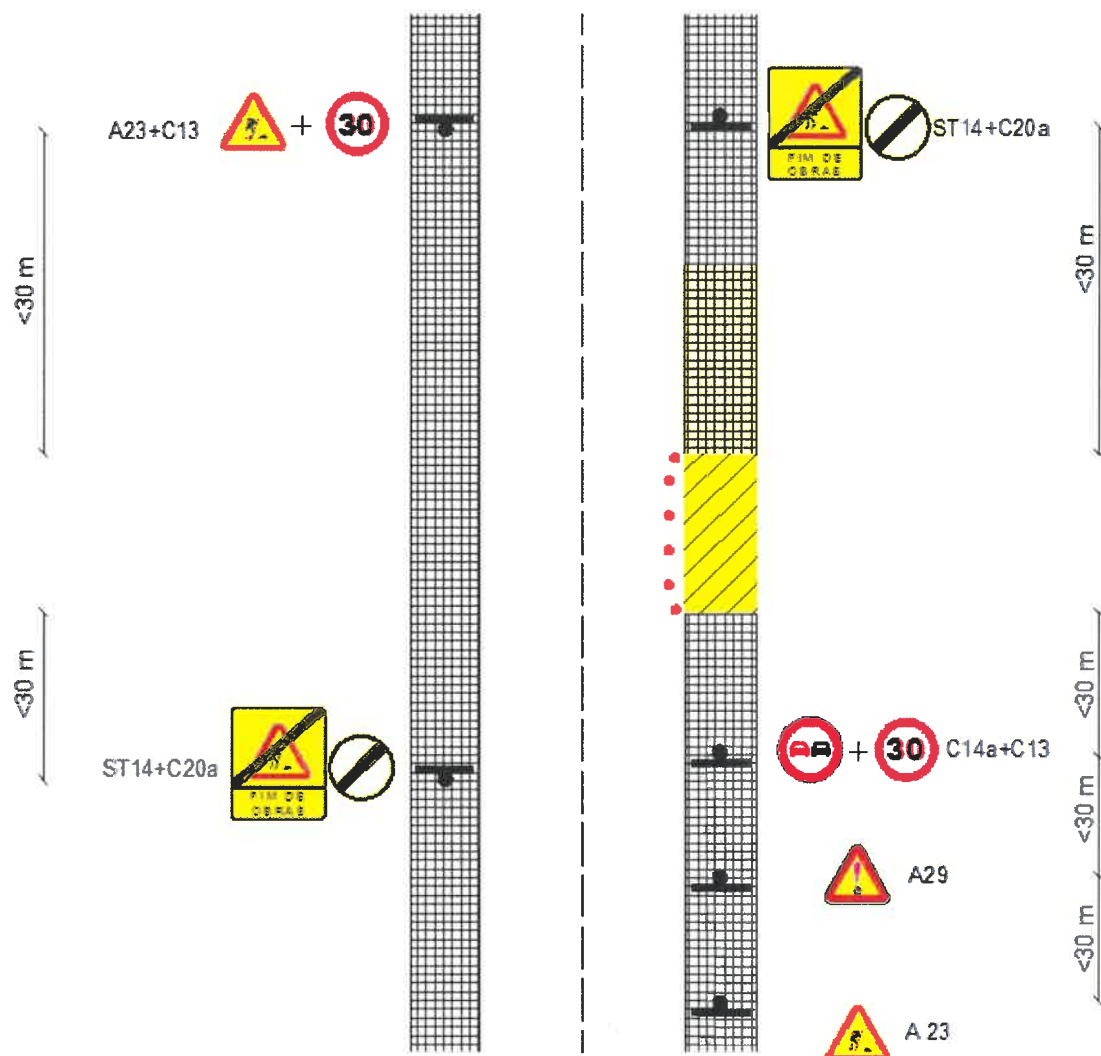 A23+C13
+
30
FIM DE
OBRAS
ST14+C20a
<30 m
<30 m
<30 m
<30 m
ST14+C20a
FIM DE
OBRAS
+
30
C14a+C13
<30 m
A29
<30 m
A 23